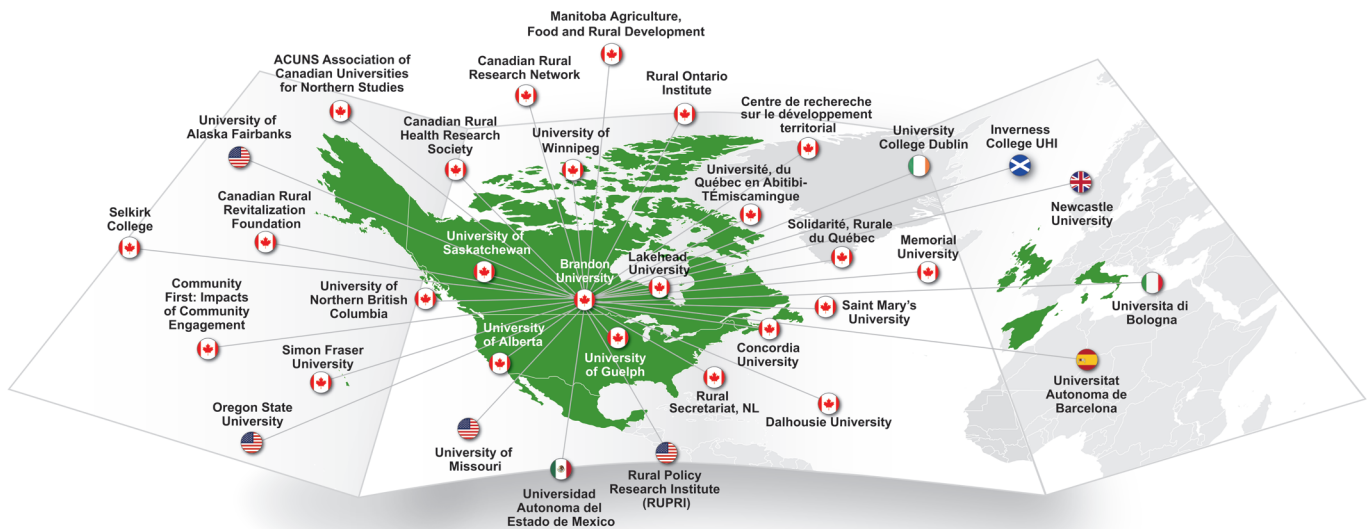 Manitoba Agriculture,
Food and Rural Development
ACUNS Association of
Canadian Universities
for Northern Studies
Canadian Rural
Research Network
Rural Ontario
Institute
Centre de rechereche
sur le développement
territorial
University of
Alaska Fairbanks
Canadian Rural
Health Research
Society
University of
Winnipeg
University
College Dublin
Inverness
College UHI
Université, du
Québec en Abitibi-
TÉmiscamingue
Newcastle
University
Selkirk
College
Canadian Rural
Revitalization
Foundation
University of
Saskatchewan
Brandon
University
Lakehead
University
Solidarité, Rurale
du Québec
Memorial
University
Community
First: Impacts
of Community
Engagement
University of
Northern British
Columbia
Saint Mary's
University
Universita di
Bologna
Simon Fraser
University
University
of Alberta
University
of Guelph
Concordia
University
Universitat
Autonoma de
Barcelona
Oregon State
University
Rural
Secretariat, NL
Dalhousie University
University of
Missouri
Universidad
Autonoma del
Estado de Mexico
Rural Policy
Research Institute
(RUPRI)